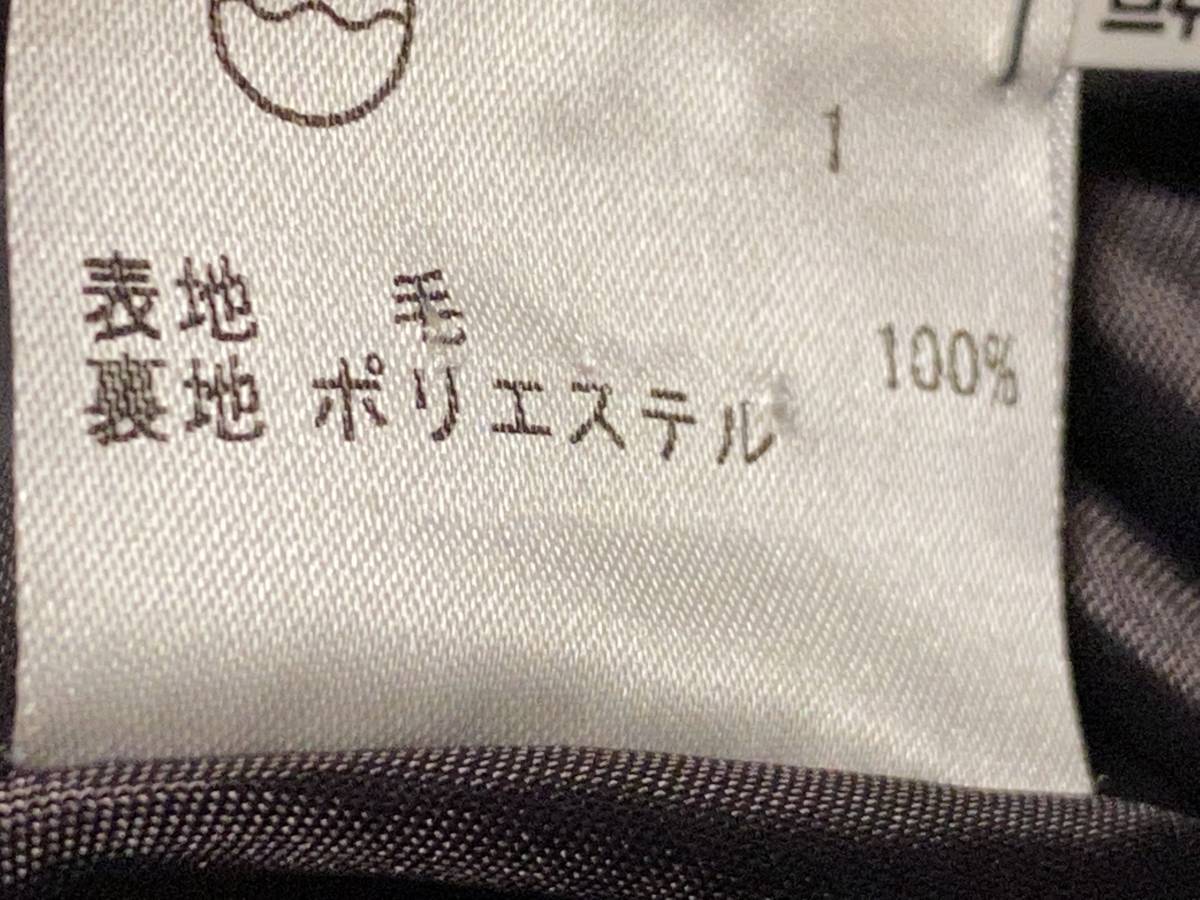 1
表地 毛 100%
裏地 ポリエステル